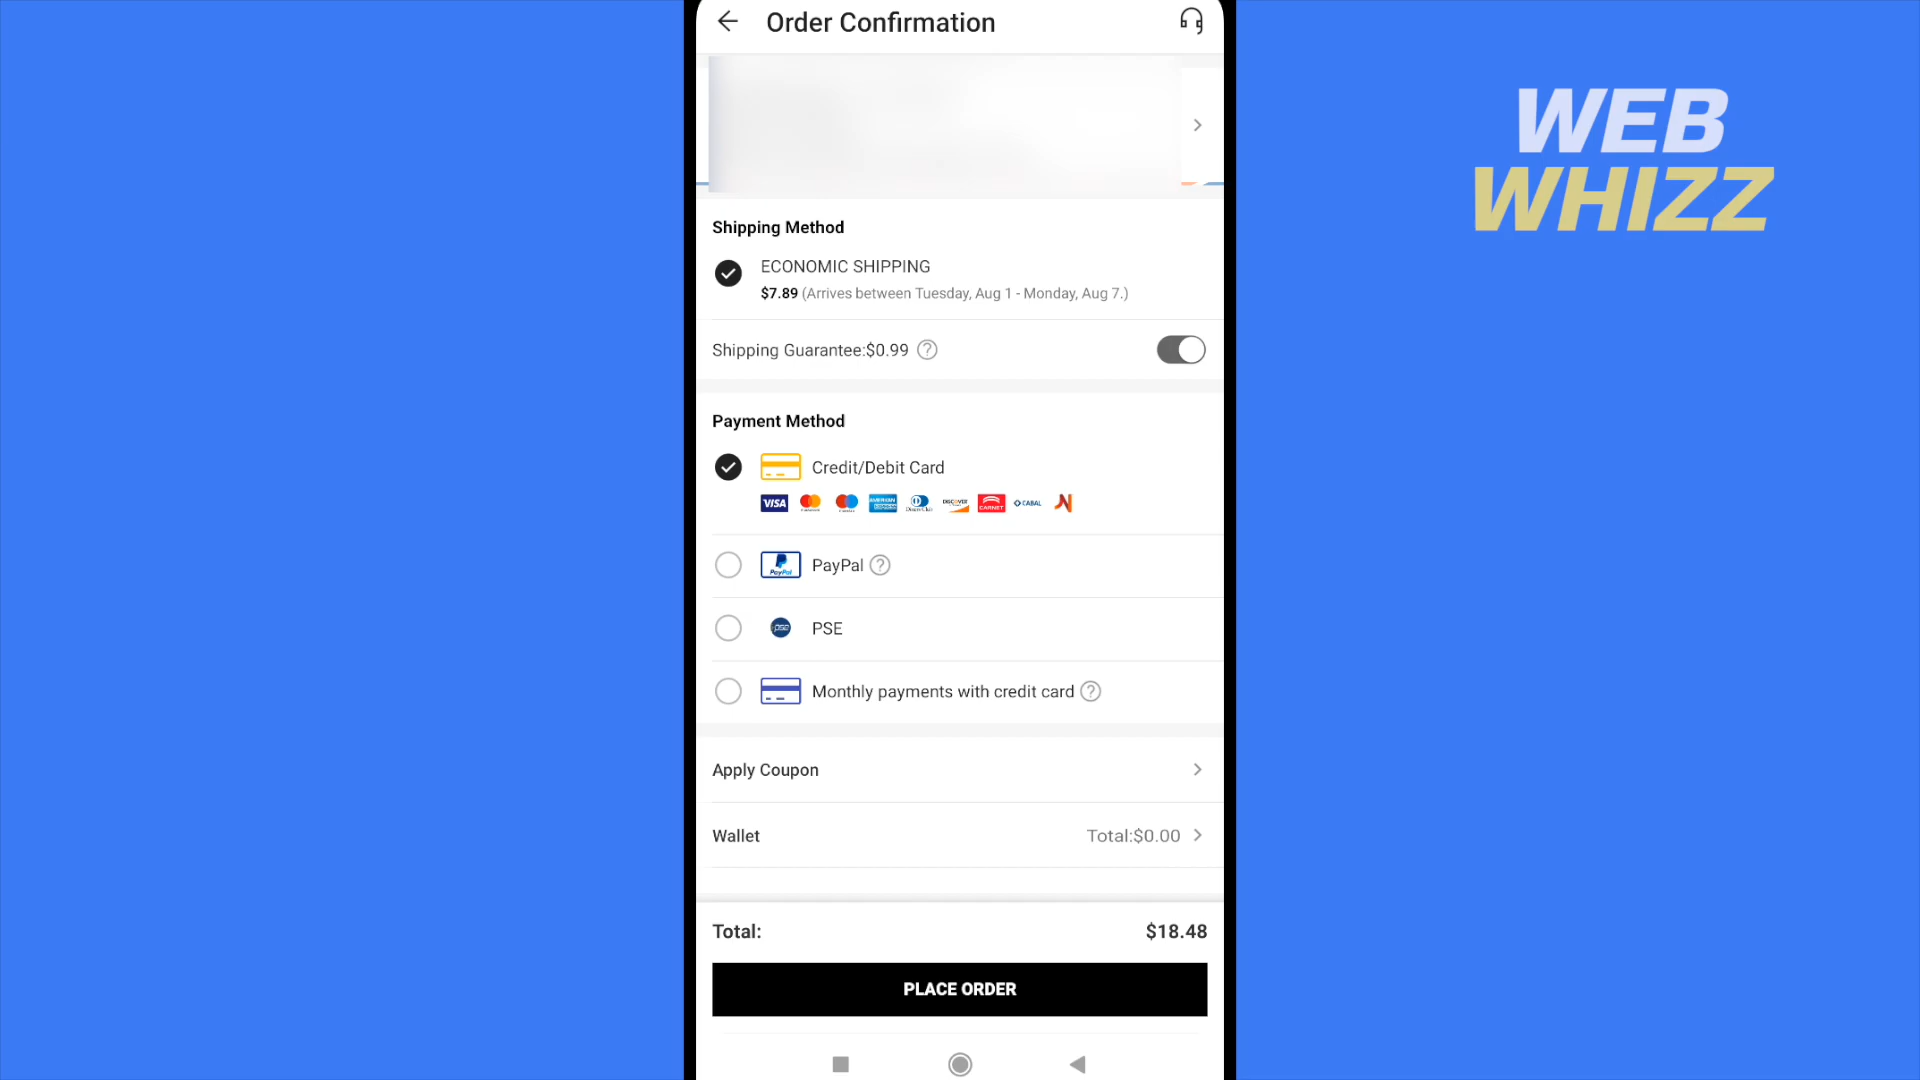 Order Confirmation
WEB
WHIZZ
Shipping Method
ECONOMIC SHIPPING
$7.89 (Arrives between Tuesday, Aug 1 - Monday, Aug 7.)
Shipping Guarantee:$0.99 ?
Payment Method
Credit/Debit Card
VISA AMERICAN EXPRESS DISCOVER CARNET CABAL
PayPal PayPal ?
pse PSE
Monthly payments with credit card ?
Apply Coupon
Wallet Total:$0.00
Total: $18.48
PLACE ORDER